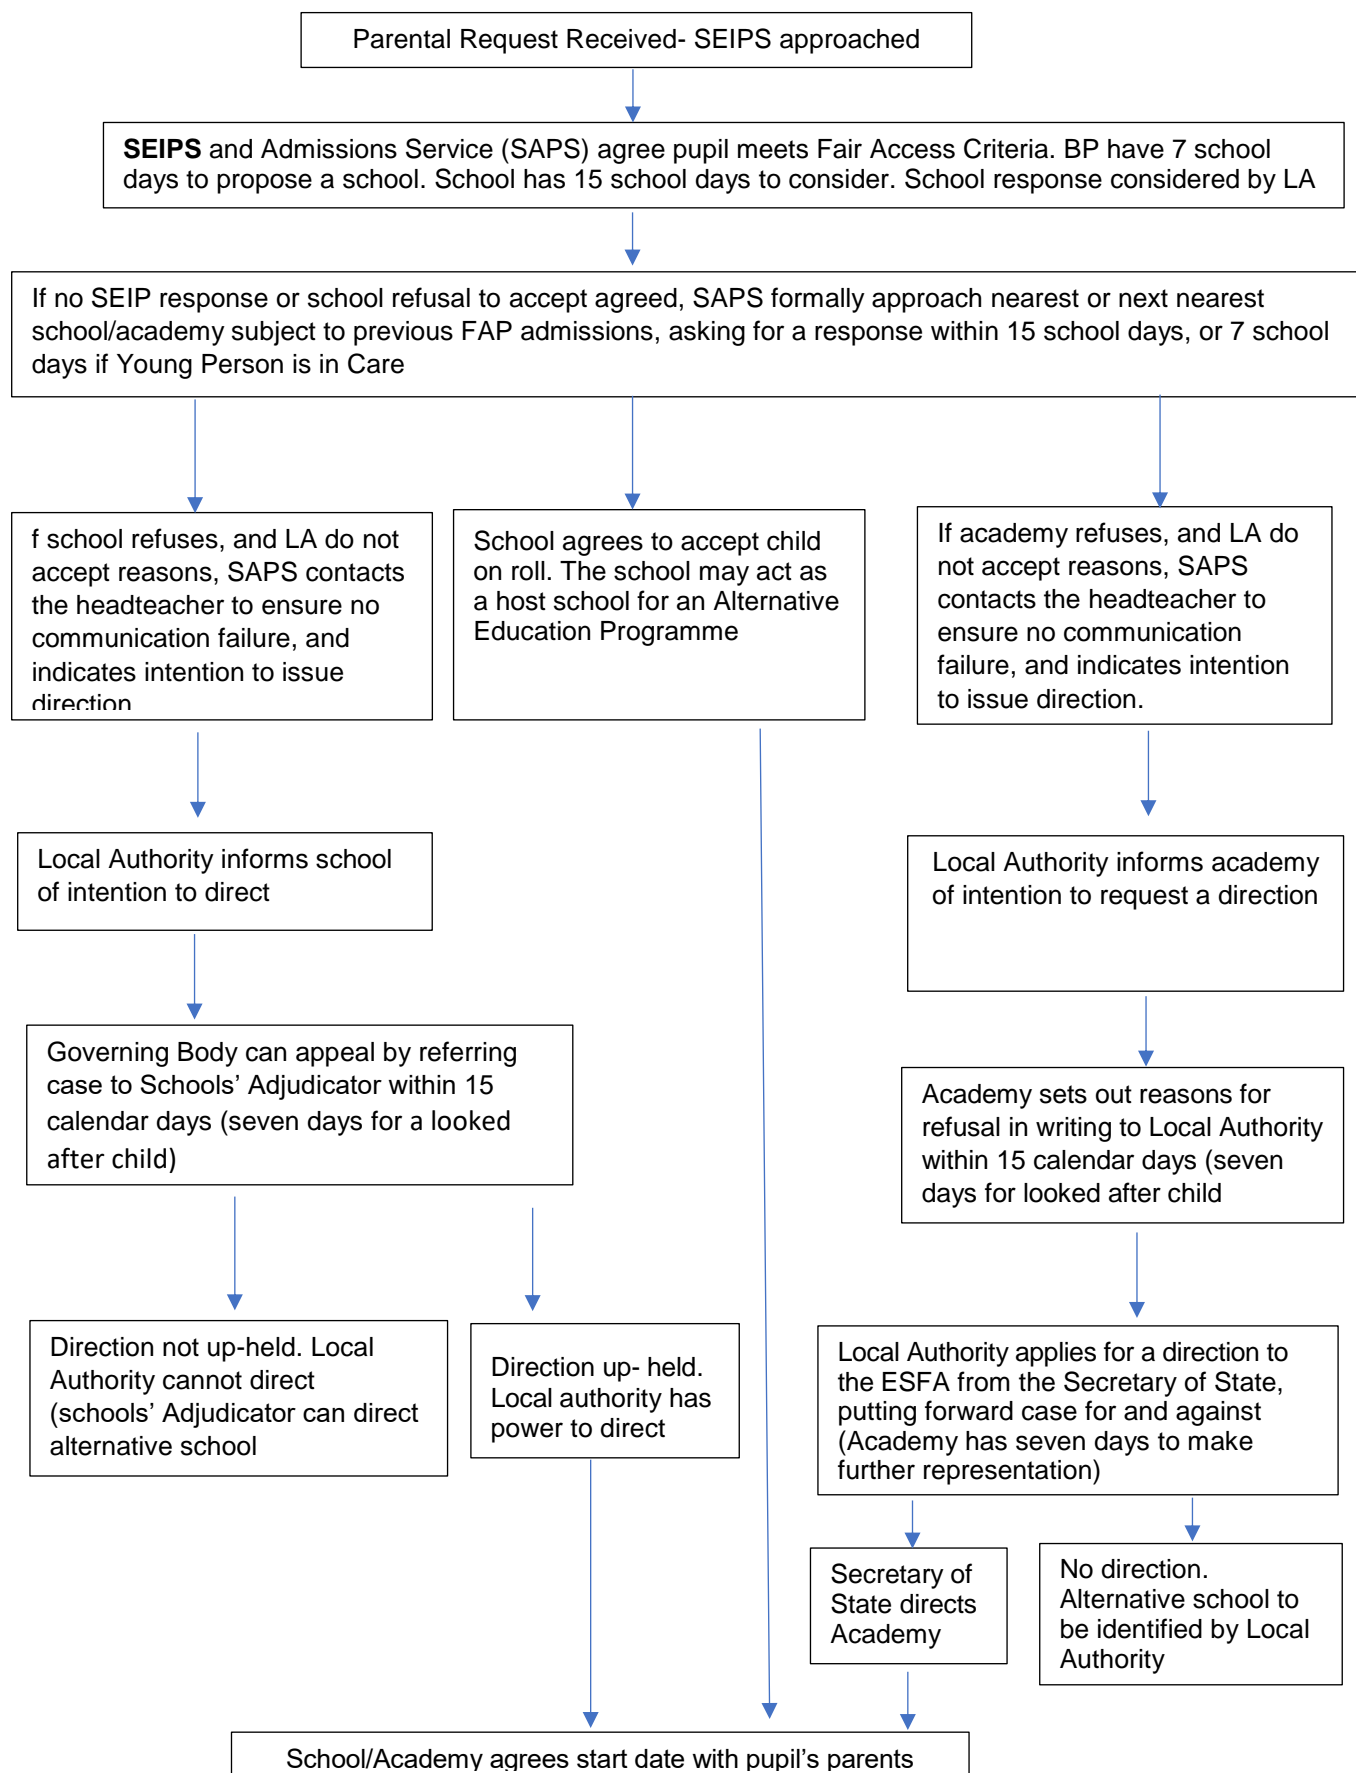 Parental Request Received- SEIPS approached
SEIPS and Admissions Service (SAPS) agree pupil meets Fair Access Criteria. BP have 7 school
days to propose a school. School has 15 school days to consider. School response considered by LA
If no SEIP response or school refusal to accept agreed, SAPS formally approach nearest or next nearest
school/academy subject to previous FAP admissions, asking for a response within 15 school days, or 7 school
days if Young Person is in Care
f school refuses, and LA do not
accept reasons, SAPS contacts
the headteacher to ensure no
communication failure, and
indicates intention to issue
direction
School agrees to accept child
on roll. The school may act as
a host school for an Alternative
Education Programme
If academy refuses, and LA do
not accept reasons, SAPS
contacts the headteacher to
ensure no communication
failure, and indicates intention
to issue direction.
Local Authority informs school
of intention to direct
Local Authority informs academy
of intention to request a direction
Governing Body can appeal by referring
case to Schools’ Adjudicator within 15
calendar days (seven days for a looked
after child)
Academy sets out reasons for
refusal in writing to Local Authority
within 15 calendar days (seven
days for looked after child
Direction not up-held. Local
Authority cannot direct
(schools’ Adjudicator can direct
alternative school
Direction up- held.
Local authority has
power to direct
Local Authority applies for a direction to
the ESFA from the Secretary of State,
putting forward case for and against
(Academy has seven days to make
further representation)
Secretary of
State directs
Academy
No direction.
Alternative school to
be identified by Local
Authority
School/Academy agrees start date with pupil’s parents